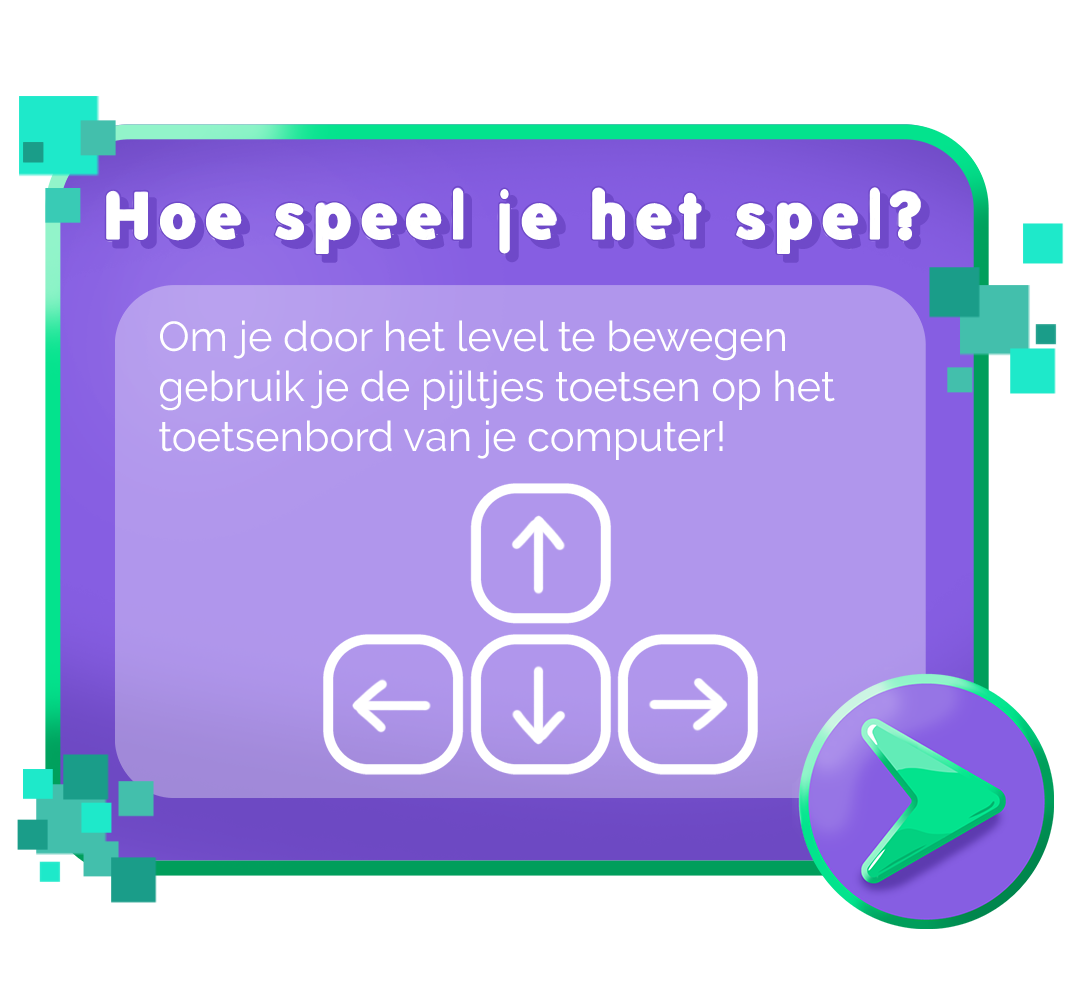 Hoe speel je het spel?
Om je door het level te bewegen
gebruik je de pijltjes toetsen op het
toetsenbord van je computer!